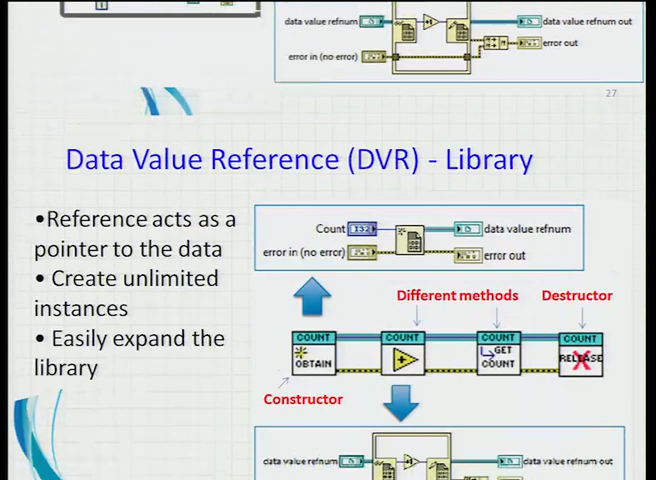 data value refnum
data value refnum out
error in (no error)
error out
27
Data Value Reference (DVR) - Library
•Reference acts as a
pointer to the data
• Create unlimited
instances
• Easily expand the
library
Count
I32
data value refnum
error in (no error)
error out
Different methods
Destructor
COUNT
OBTAIN
COUNT
COUNT
GET
COUNT
COUNT
RELEASE
Constructor
data value refnum
data value refnum out